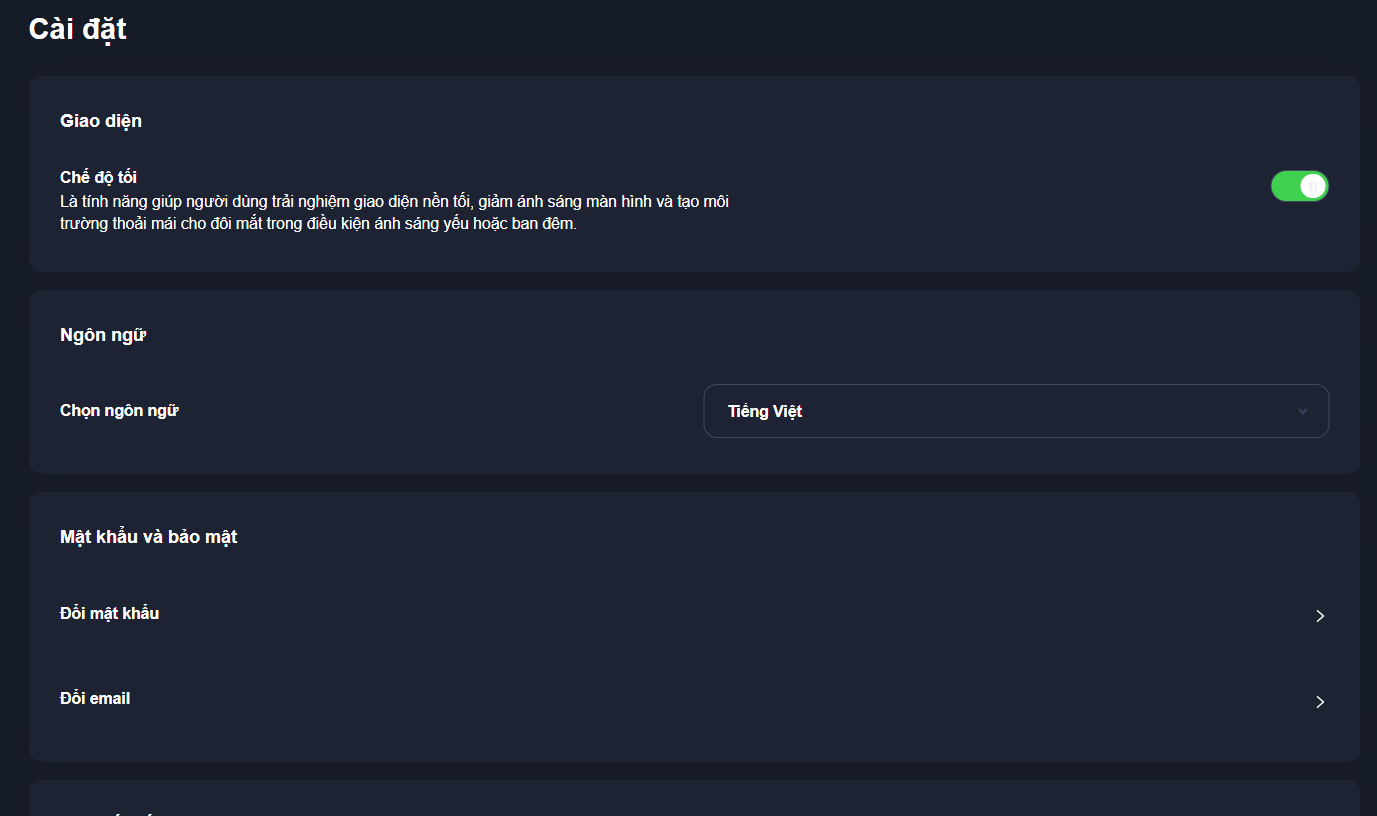 Cài đặt
Giao diện
Chế độ tối
Là tính năng giúp người dùng trải nghiệm giao diện nền tối, giảm ánh sáng màn hình và tạo môi
trường thoải mái cho đôi mắt trong điều kiện ánh sáng yếu hoặc ban đêm.
Ngôn ngữ
Chọn ngôn ngữ
Tiếng Việt
Mật khẩu và bảo mật
Đổi mật khẩu
Đổi email